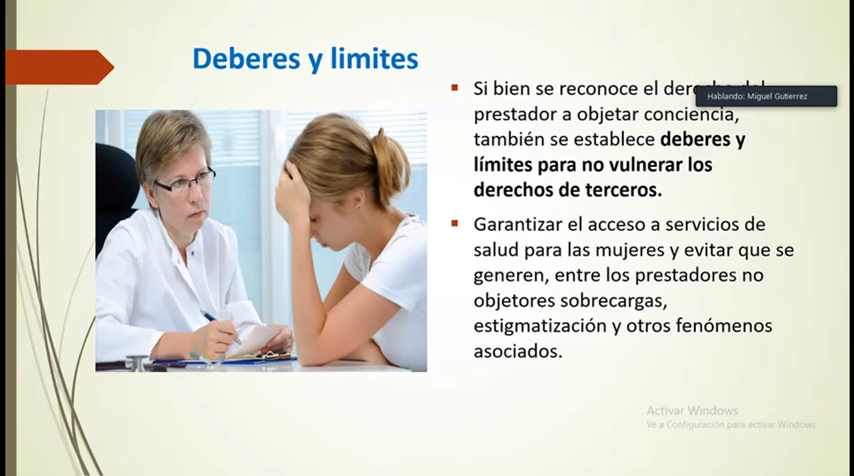 Deberes y limites
Si bien se reconoce el
Hablando: Miguel Gutierrez
prestador a objetar conciencia,
también se establece deberes y
límites para no vulnerar los
derechos de terceros.
Garantizar el acceso a servicios de
salud para las mujeres y evitar que se
generen, entre los prestadores no
objetores sobrecargas,
estigmatización y otros fenómenos
asociados.
Activar Windows
Ve a Configuración para activar Windows.